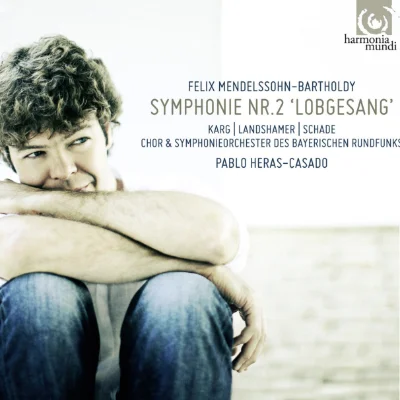 harmonia
mundi
FELIX MENDELSSOHN-BARTHOLDY
SYMPHONIE NR.2 'LOBGESANG'
KARG | LANDSHAMER | SCHADE
CHOR & SYMPHONIEORCHESTER DES BAYERISCHEN RUNDFUNKS
PABLO HERAS-CASADO